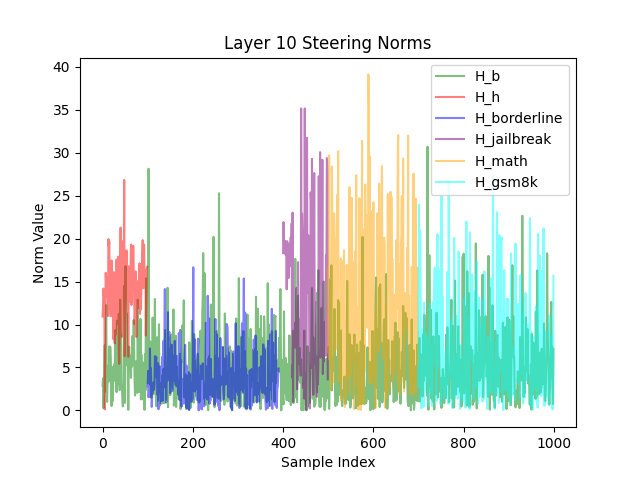 Layer 10 Steering Norms
Norm Value
40
35
30
25
20
15
10
5
0
0
200
400
600
800
1000
Sample Index
H_b
H_h
H_borderline
H_jailbreak
H_math
H_gsm8k